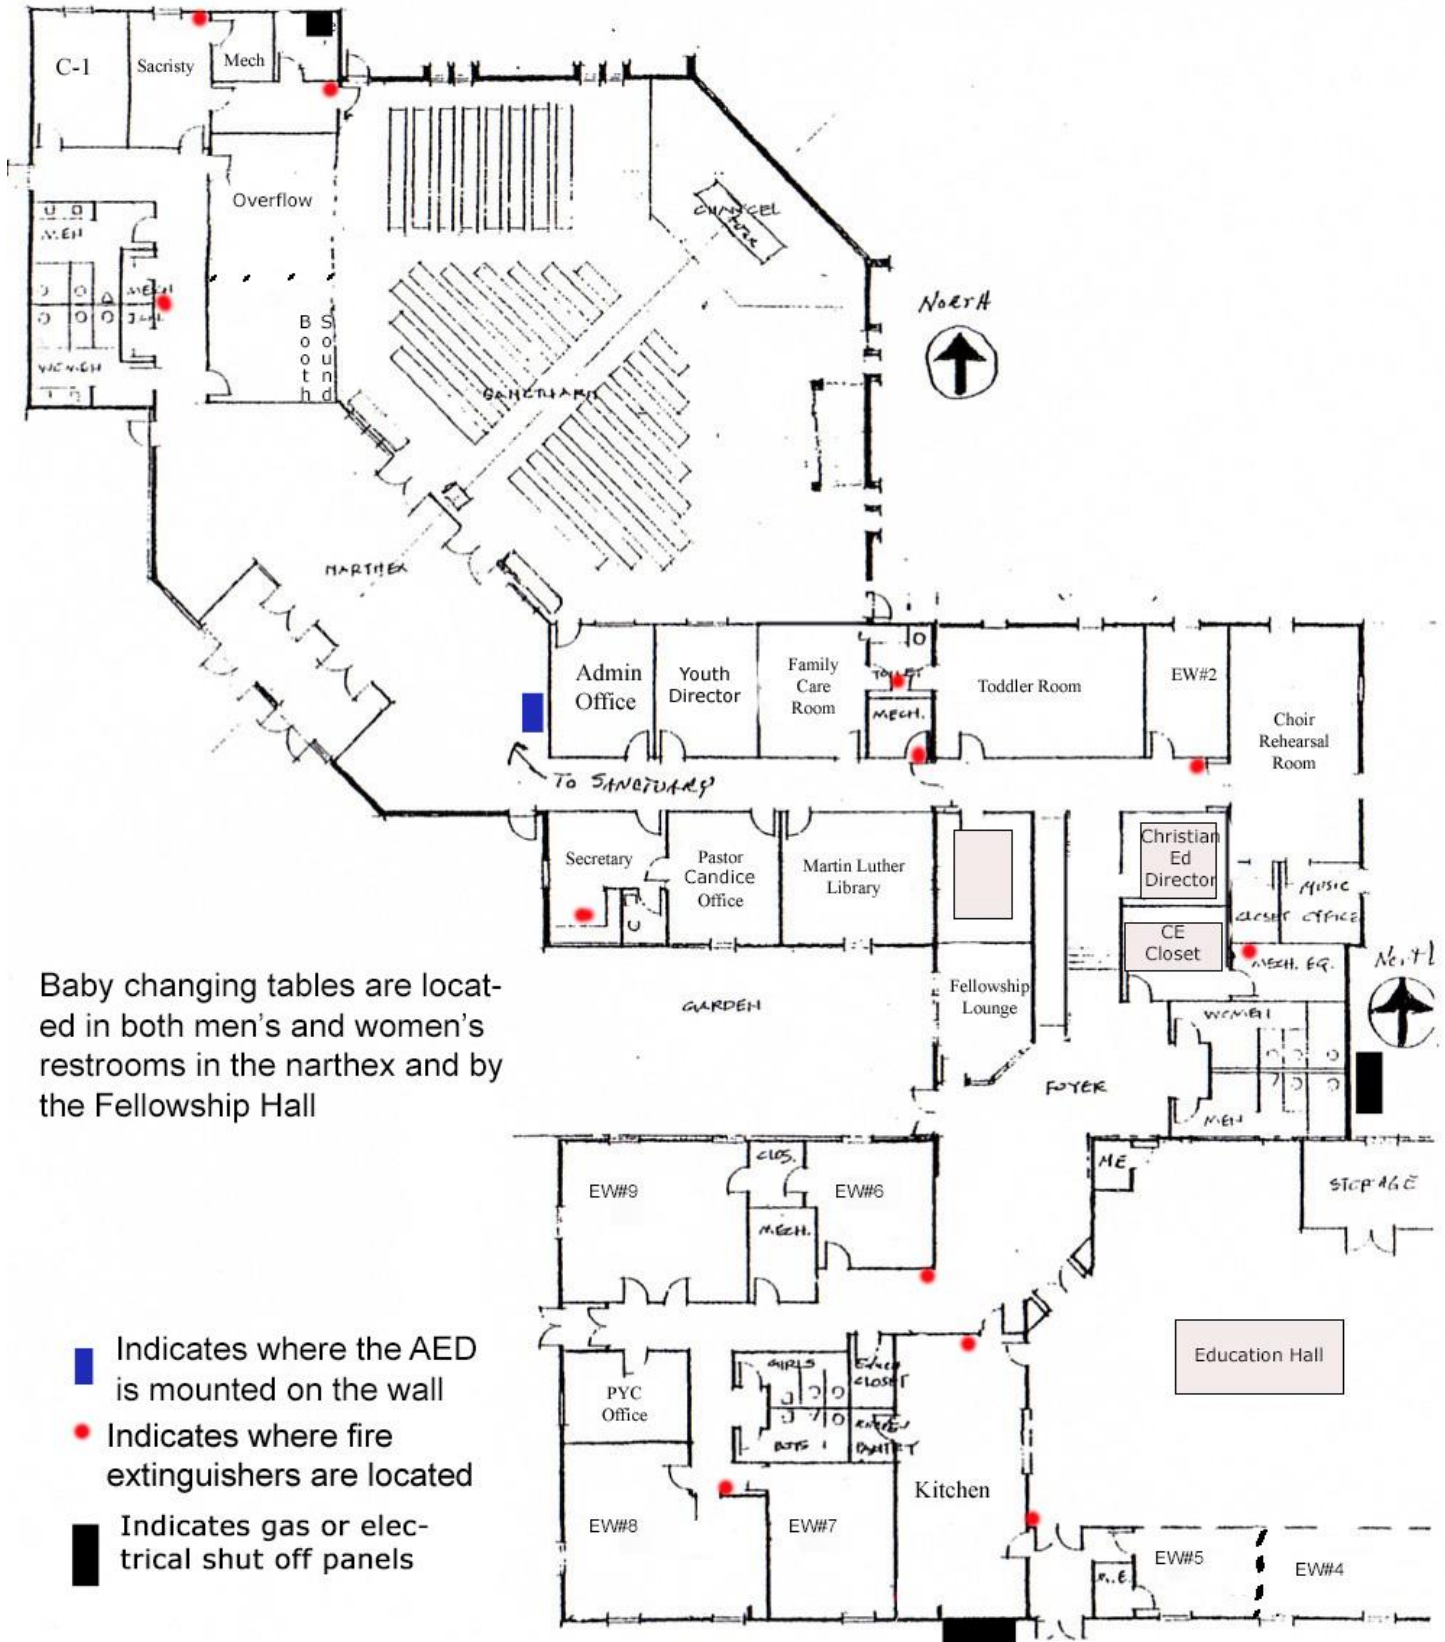 C-1
Sacristy
Mech
Overflow
MEN
MECH
WOMEN
Sound
Booth
CHANCEL
SANCTUARY
NARTHEX
NORTH
Admin
Office
Youth
Director
Family
Care
Room
TOILET
MECH.
Toddler Room
EW#2
Choir
Rehearsal
Room
TO SANCTUARY
Secretary
Pastor
Candice
Office
Martin Luther
Library
Christian
Ed
Director
CLOSET
MUSIC
OFFICE
CE
Closet
MECH. EQ.
North
Fellowship
Lounge
GARDEN
WOMEN
FOYER
MEN
Baby changing tables are locat-
ed in both men's and women's
restrooms in the narthex and by
the Fellowship Hall
EW#9
CLOS.
EW#6
MECH.
ME
STORAGE
Indicates where the AED
is mounted on the wall
Indicates where fire
extinguishers are located
Indicates gas or elec-
trical shut off panels
PYC
Office
GIRLS
CLOSET
BOYS
PANTRY
Kitchen
Education Hall
EW#8
EW#7
EW#5
EW#4